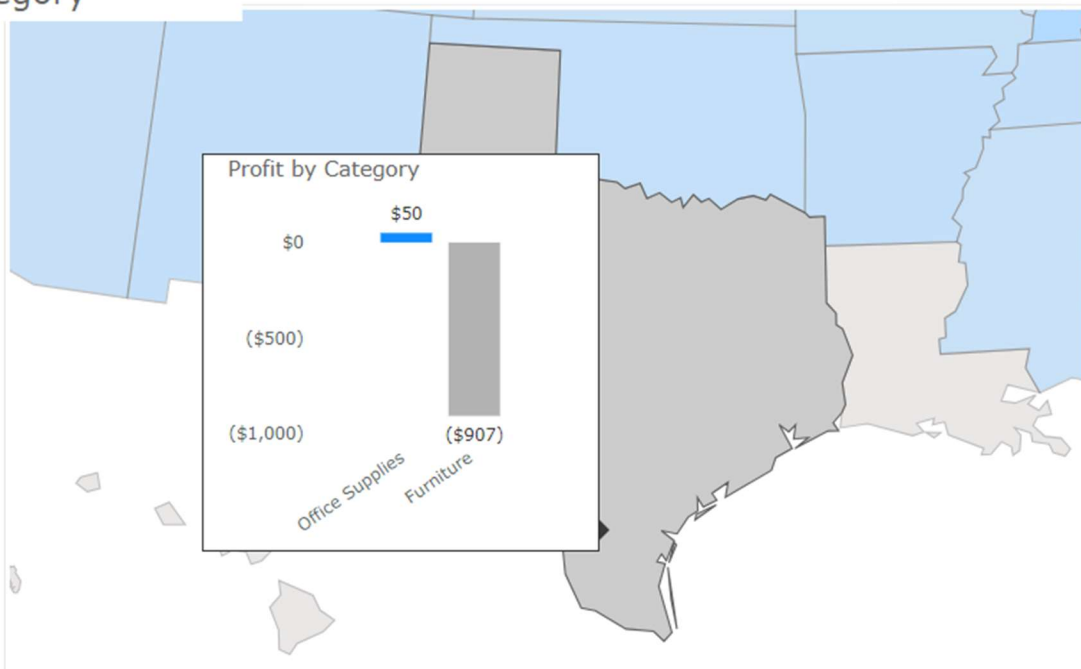 Profit by Category
$50
$0
($500)
($1,000)
($907)
Office Supplies
Furniture